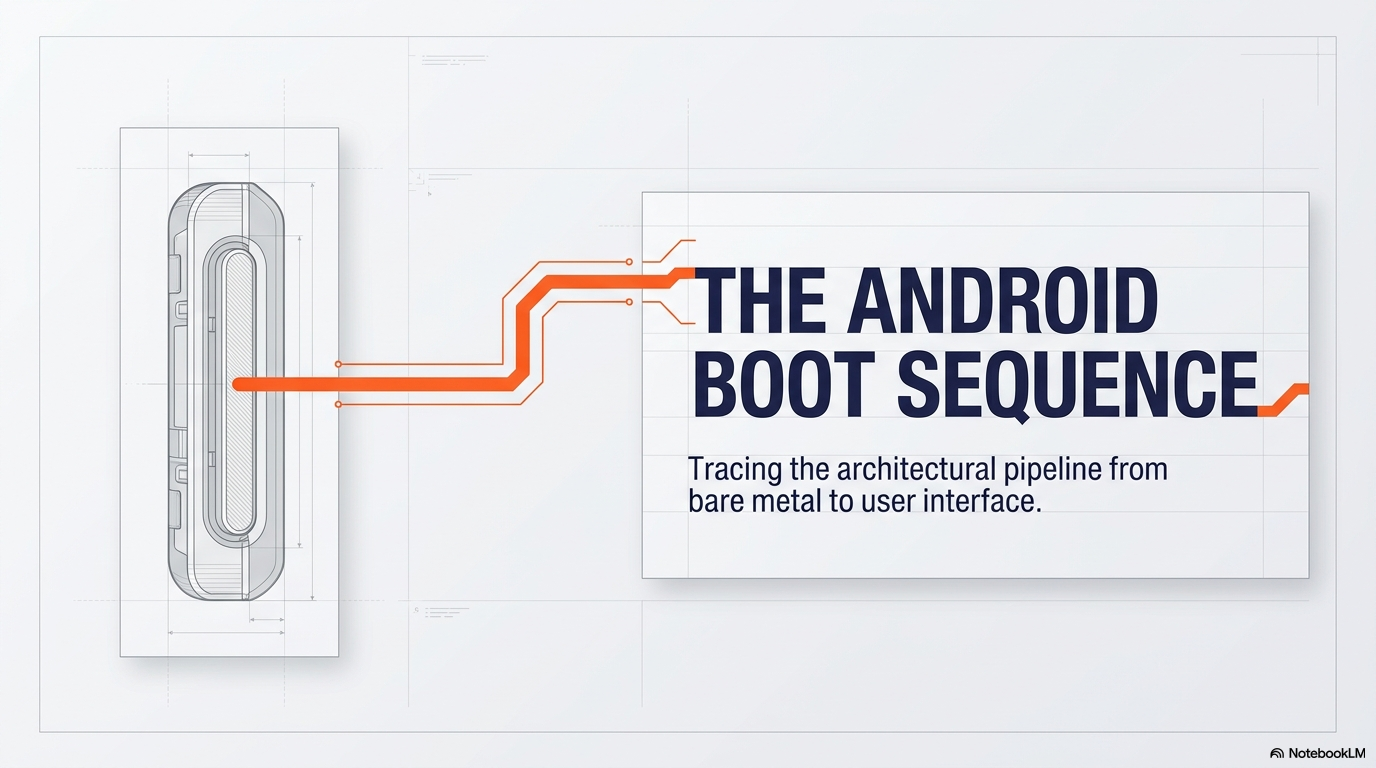 THE ANDROID
BOOT SEQUENCE
Tracing the architectural pipeline from
bare metal to user interface.
NotebookLM